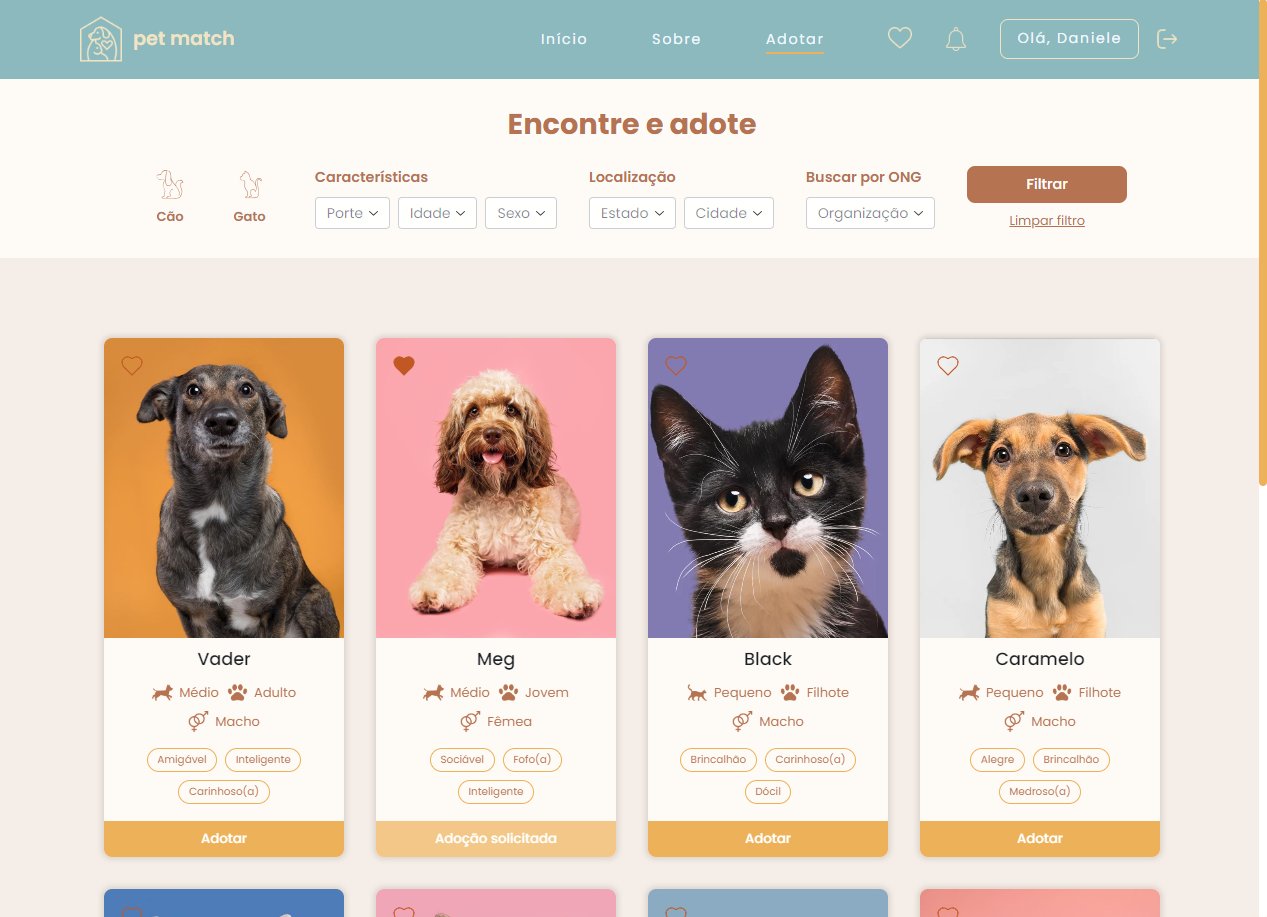 pet match
Início Sobre Adotar Olá, Daniele
Encontre e adote
Cão Gato
Características
Porte Idade Sexo
Localização
Estado Cidade
Buscar por ONG
Organização
Filtrar
Limpar filtro
Vader
Médio Adulto
Macho
Amigável Inteligente
Carinhoso(a)
Adotar
Meg
Médio Jovem
Fêmea
Sociável Fofo(a)
Inteligente
Adoção solicitada
Black
Pequeno Filhote
Macho
Brincalhão Carinhoso(a)
Dócil
Adotar
Caramelo
Pequeno Filhote
Macho
Alegre Brincalhão
Medroso(a)
Adotar